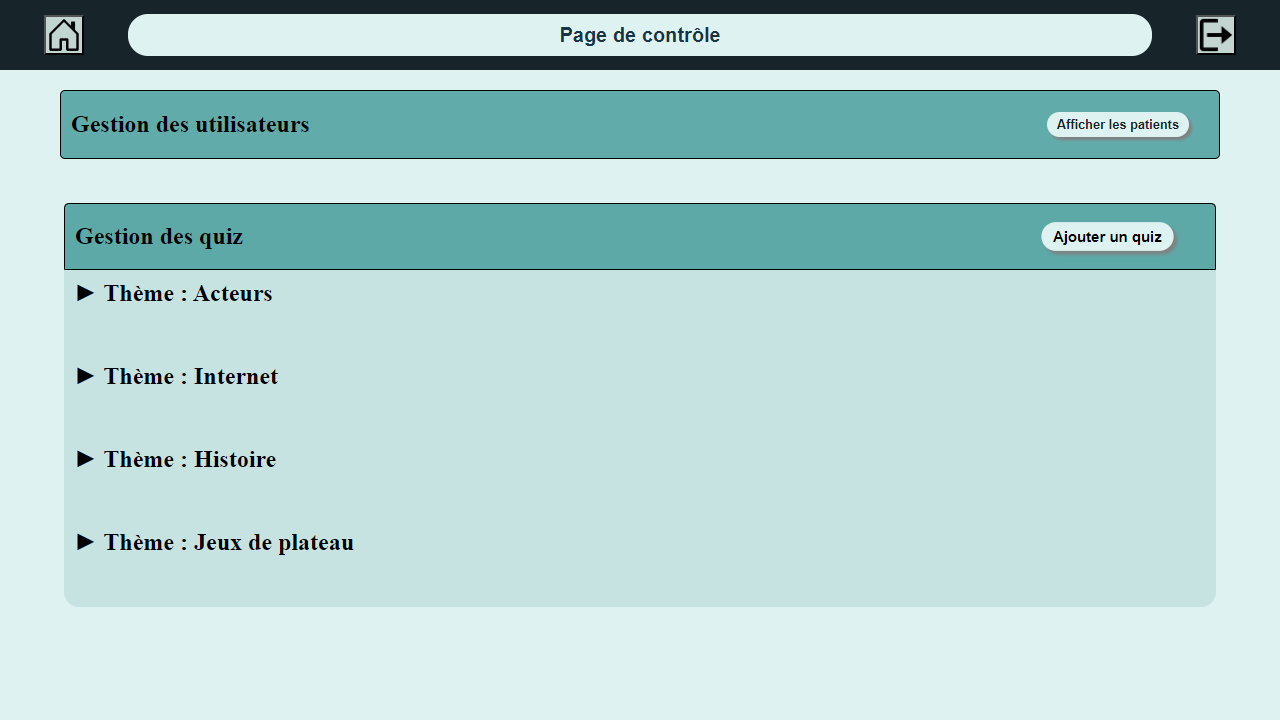 Page de contrôle
Gestion des utilisateurs
Afficher les patients
Gestion des quiz
Ajouter un quiz
► Thème : Acteurs
► Thème : Internet
► Thème : Histoire
► Thème : Jeux de plateau